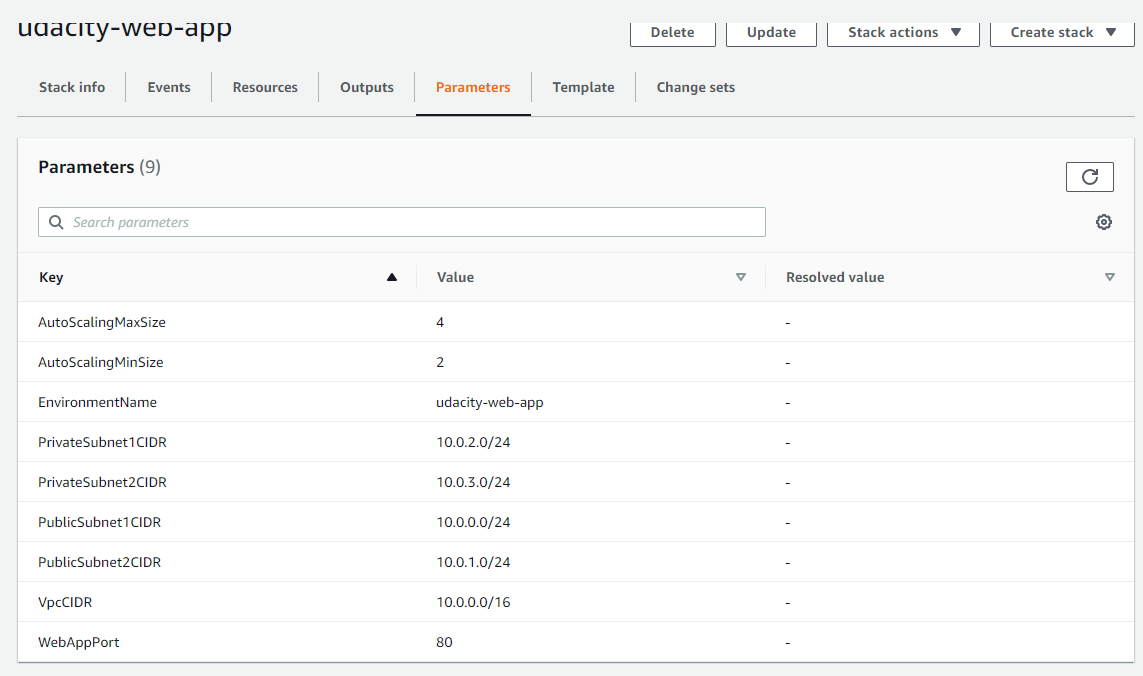 udacity-web-app
Delete Update Stack actions Create stack
Stack info Events Resources Outputs Parameters Template Change sets
Parameters (9)
Search parameters
Key Value Resolved value
AutoScalingMaxSize 4 -
AutoScalingMinSize 2 -
EnvironmentName udacity-web-app -
PrivateSubnet1CIDR 10.0.2.0/24 -
PrivateSubnet2CIDR 10.0.3.0/24 -
PublicSubnet1CIDR 10.0.0.0/24 -
PublicSubnet2CIDR 10.0.1.0/24 -
VpcCIDR 10.0.0.0/16 -
WebAppPort 80 -